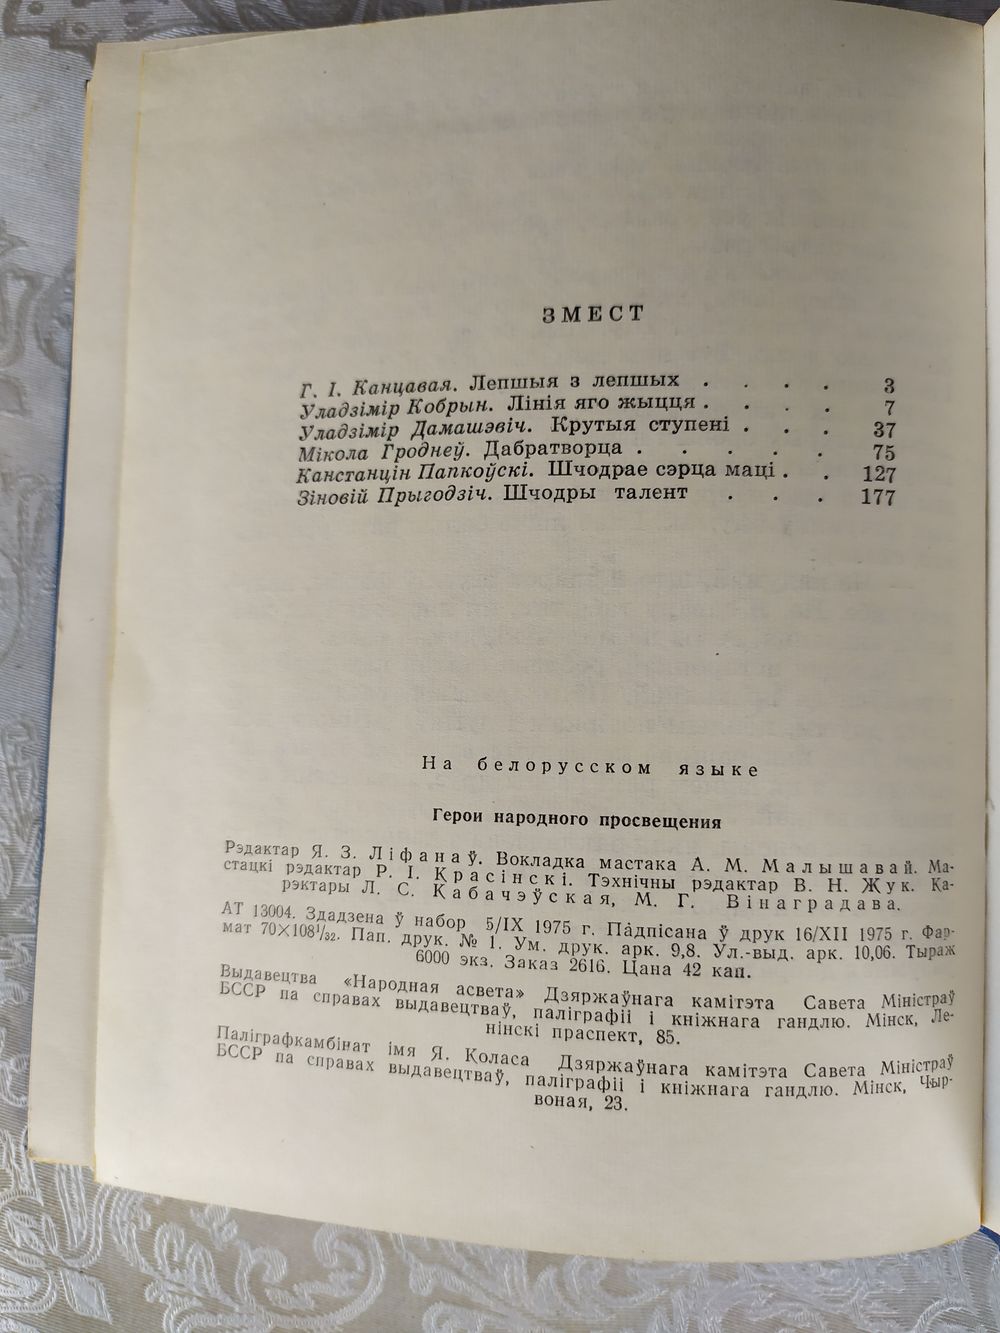 ЗМЕСТ
Г. І. Канцавая. Лепшыя з лепшых . . . . 3
Уладзімір Кобрын. Лінія яго жыцця . . . . 7
Уладзімір Дамашэвіч. Крутыя ступені . . . 37
Мікола Гроднеў. Дабратворца . . . . . 75
Канстанцін Папкоўскі. Шчодрае сэрца маці . . 127
Зіновій Прыгодзіч. Шчодры талент . . . 177
На белорусском языке
Герои народного просвещения
Рэдактар Я. З. Ліфанаў. Вокладка мастака А. М. Малышавай. Ма-
стацкі рэдактар Р. І. Красінскі. Тэхнічны рэдактар В. Н. Жук. Ка-
рэктары Л. С. Кабачэўская, М. Г. Вінаградава.
АТ 13004. Здадзена ў набор 5/IX 1975 г. Падпісана ў друк 16/XII 1975 г. Фар-
мат 70×108¹/₃₂. Пап. друк. № 1. Ум. друк. арк. 9,8. Ул.-выд. арк. 10,06. Тыраж
6000 экз. Заказ 2616. Цана 42 кап.
Выдавецтва «Народная асвета» Дзяржаўнага камітэта Савета Міністраў
БССР па справах выдавецтваў, паліграфіі і кніжнага гандлю. Мінск, Ле-
нінскі праспект, 85.
Паліграфкамбінат імя Я. Коласа Дзяржаўнага камітэта Савета Міністраў
БССР па справах выдавецтваў, паліграфіі і кніжнага гандлю. Мінск, Чыр-
воная, 23.